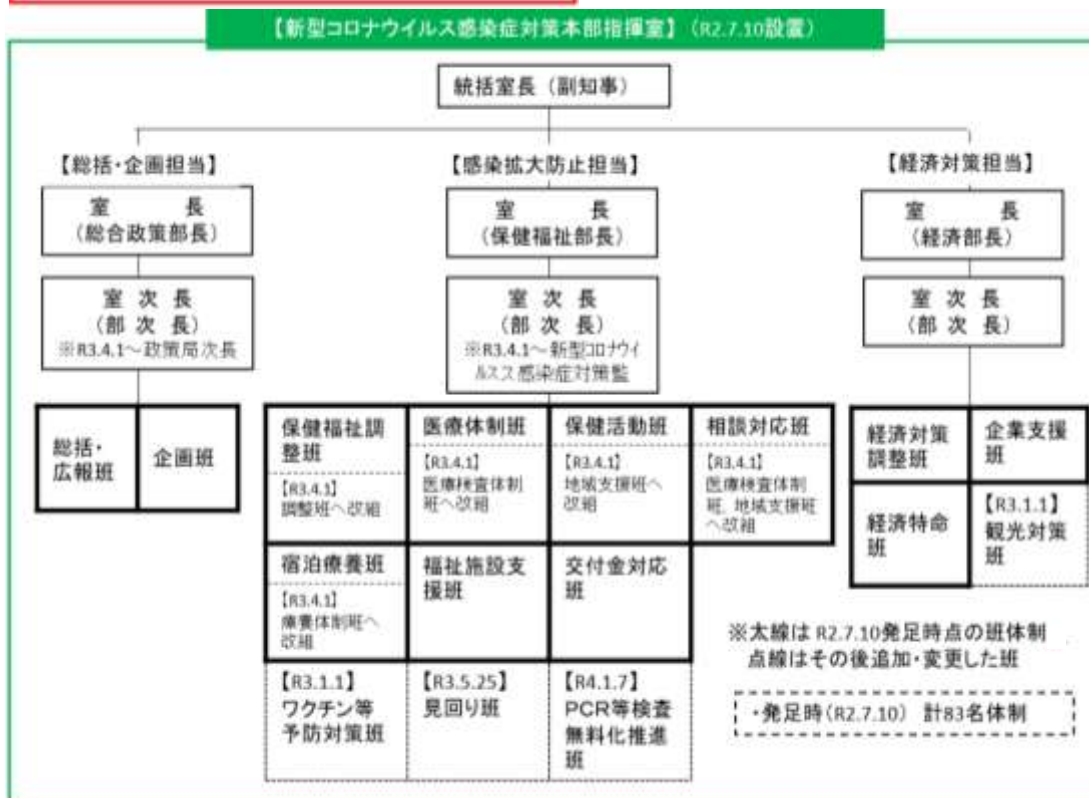 【新型コロナウイルス感染症対策本部指揮室】（R2.7.10設置）
統括室長（副知事）
【総括・企画担当】
室　　長
（総合政策部長）
室　次　長
（部　次　長）
※R3.4.1～政策局次長
総括・
広報班
企画班
【感染拡大防止担当】
室　　長
（保健福祉部長）
室　次　長
（部　次　長）
※R3.4.1～新型コロナウイ
ルスス感染症対策監
保健福祉調
整班
【R3.4.1】
調整班へ改組
医療体制班
【R3.4.1】
医療検査体制
班へ改組
保健活動班
【R3.4.1】
地域支援班へ
改組
相談対応班
【R3.4.1】
医療検査体制
班、地域支援班
へ改組
宿泊療養班
【R3.4.1】
療養体制班へ
改組
福祉施設支
援班
交付金対応
班
【R3.1.1】
ワクチン等
予防対策班
【R3.5.25】
見回り班
【R4.1.7】
PCR等検査
無料化推進
班
【経済対策担当】
室　　長
（経済部長）
室　次　長
（部　次　長）
経済対策
調整班
企業支援
班
経済特命
班
【R3.1.1】
観光対策
班
※太線は R2.7.10発足時点の班体制
点線はその後追加・変更した班
・発足時（R2.7.10）　計83名体制